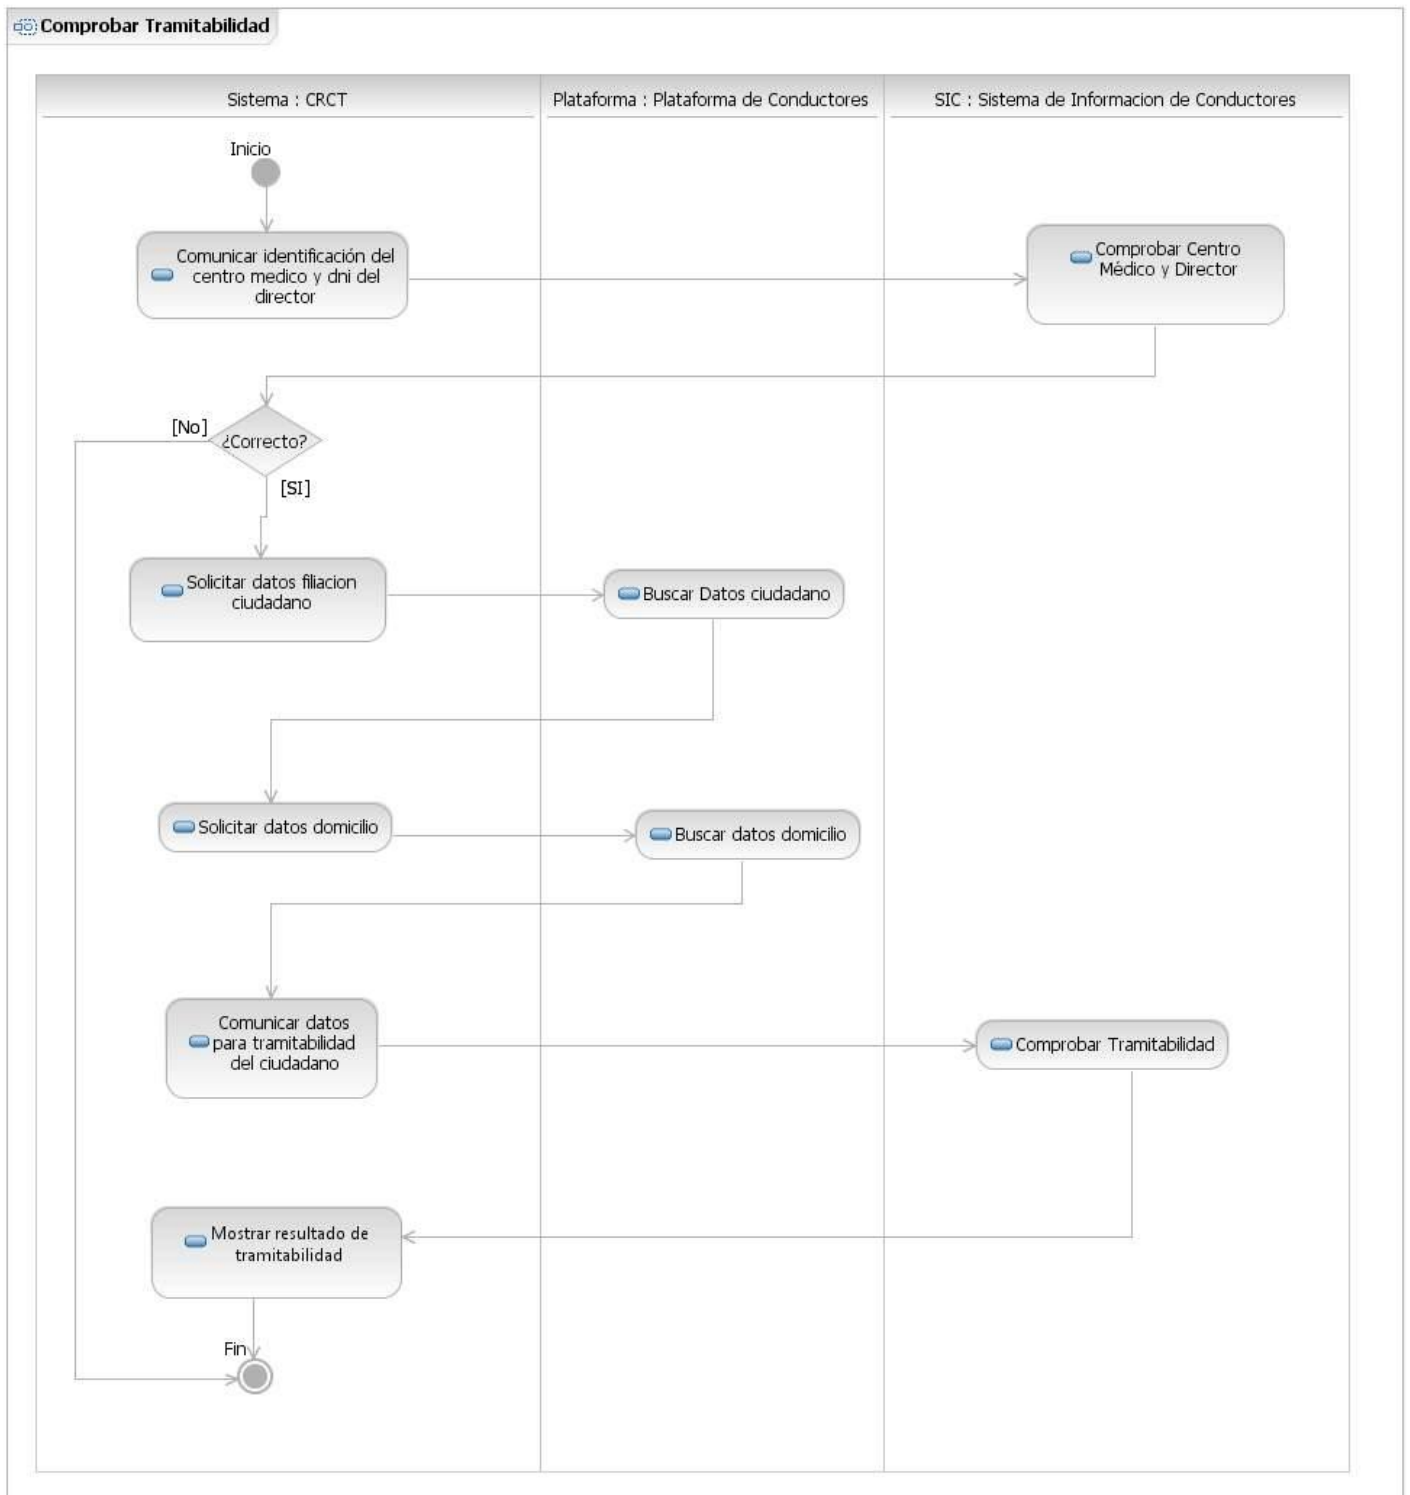 Comprobar Tramitabilidad
Sistema : CRCT
Plataforma : Plataforma de Conductores
SIC : Sistema de Informacion de Conductores
Inicio
Comunicar identificación del
centro medico y dni del
director
Comprobar Centro
Médico y Director
[No]
¿Correcto?
[SI]
Solicitar datos filiacion
ciudadano
Buscar Datos ciudadano
Solicitar datos domicilio
Buscar datos domicilio
Comunicar datos
para tramitabilidad
del ciudadano
Comprobar Tramitabilidad
Mostrar resultado de
tramitabilidad
Fin